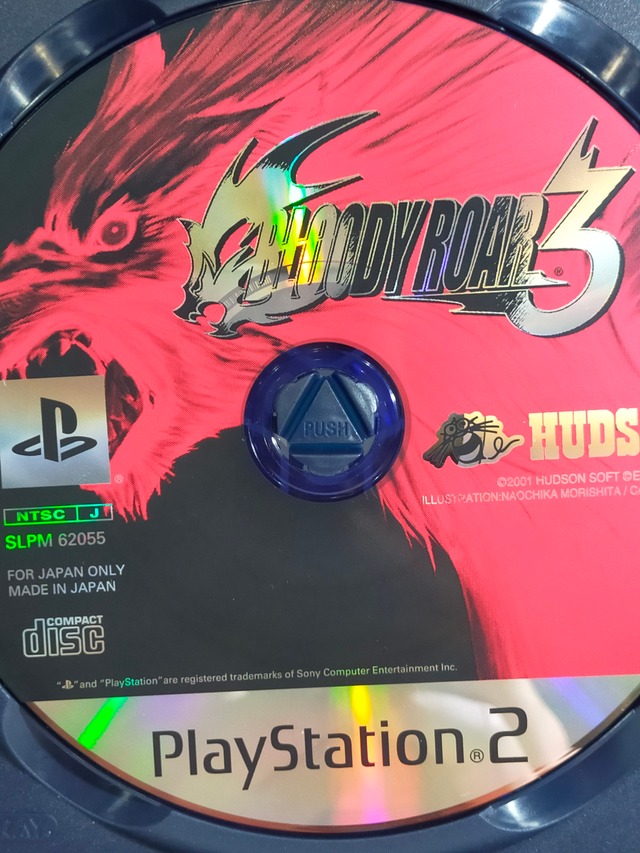 BLOODY ROAR 3
®
PUSH
HUDS
®
©2001 HUDSON SOFT
ILLUSTRATION:NAOCHIKA MORISHITA /
NTSC J
SLPM 62055
FOR JAPAN ONLY
MADE IN JAPAN
COMPACT
disc
" " and "PlayStation" are registered trademarks of Sony Computer Entertainment Inc.
PlayStation®2